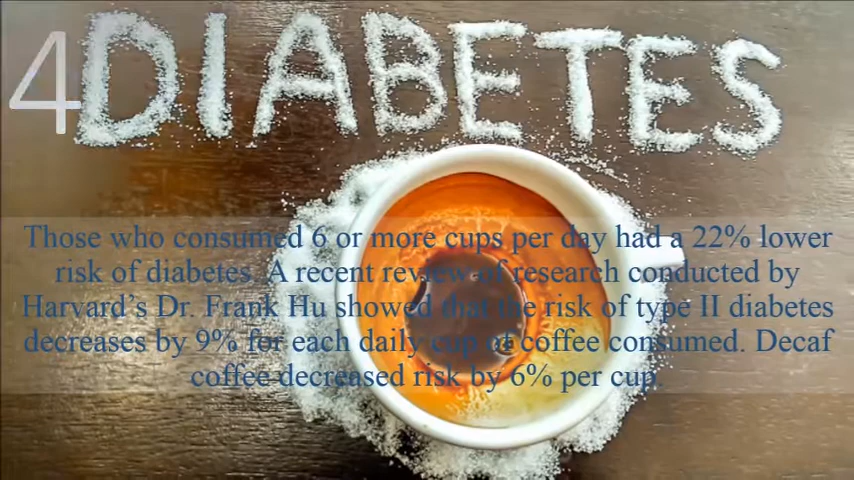 4
DIABETES
Those who consumed 6 or more cups per day had a 22% lower
risk of diabetes. A recent review of research conducted by
Harvard's Dr. Frank Hu showed that the risk of type II diabetes
decreases by 9% for each daily cup of coffee consumed. Decaf
coffee decreased risk by 6% per cup.